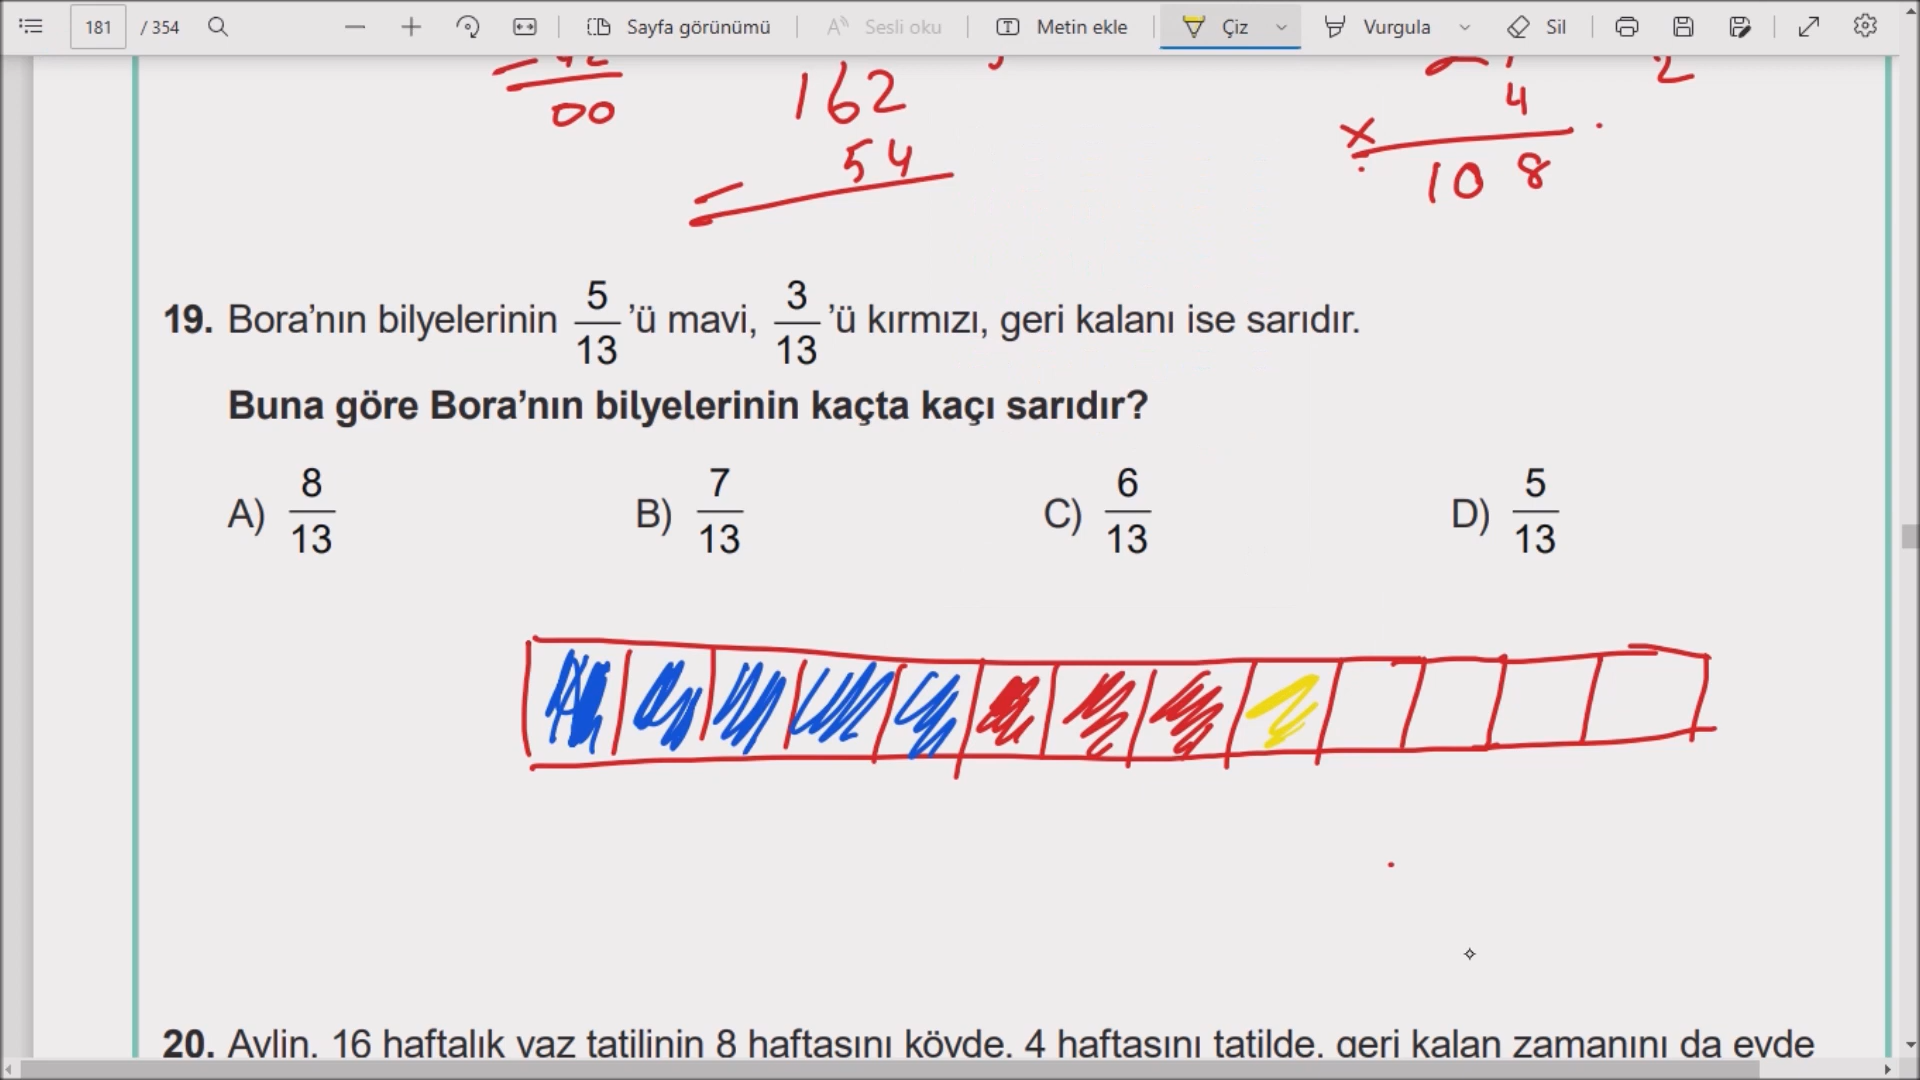 181 / 354 Sayfa görünümü Sesli oku Metin ekle Çiz Vurgula Sil
00
162
54
2
4
x
108
19. Bora’nın bilyelerinin 5/13 ’ü mavi, 3/13 ’ü kırmızı, geri kalanı ise sarıdır.
Buna göre Bora’nın bilyelerinin kaçta kaçı sarıdır?
A) 8/13 B) 7/13 C) 6/13 D) 5/13
20. Aylin, 16 haftalık yaz tatilinin 8 haftasını köyde, 4 haftasını tatilde, geri kalan zamanını da evde